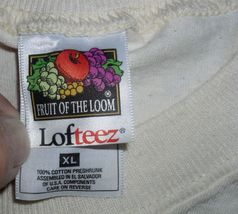 FRUIT OF THE LOOM
Lofteez®
XL
100% COTTON PRESHRUNK
ASSEMBLED IN EL SALVADOR
OF U.S.A. COMPONENTS
CARE ON REVERSE